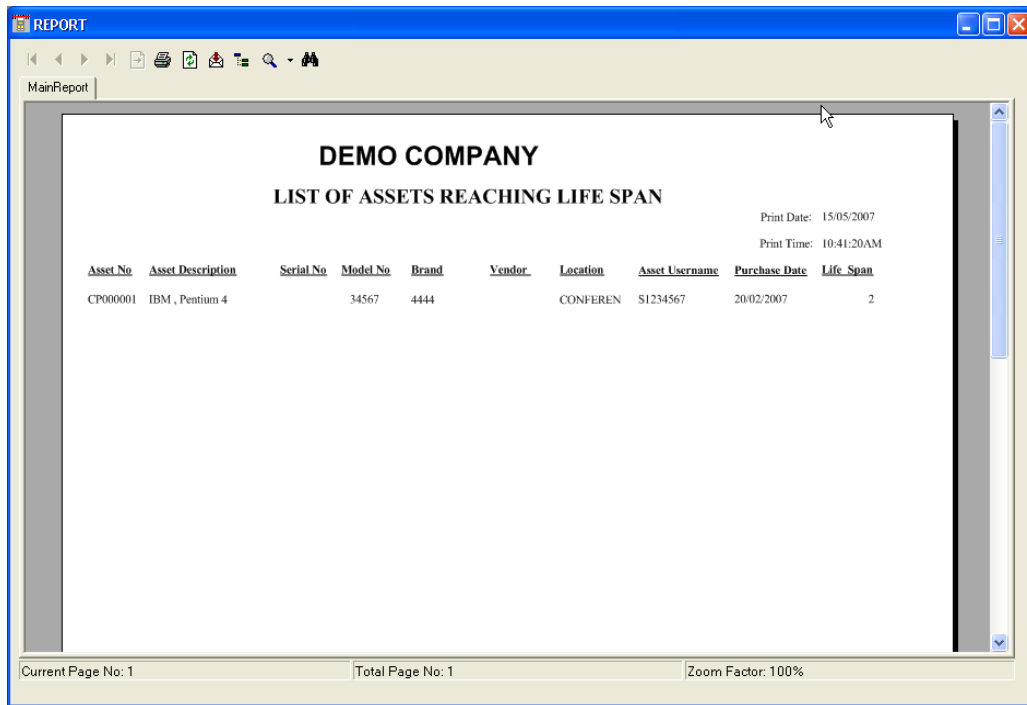 REPORT
MainReport
DEMO COMPANY
LIST OF ASSETS REACHING LIFE SPAN
Print Date: 15/05/2007
Print Time: 10:41:20AM
Asset No Asset Description Serial No Model No Brand Vendor Location Asset Username Purchase Date Life Span
CP000001 IBM , Pentium 4 34567 4444 CONFEREN S1234567 20/02/2007 2
Current Page No: 1 Total Page No: 1 Zoom Factor: 100%